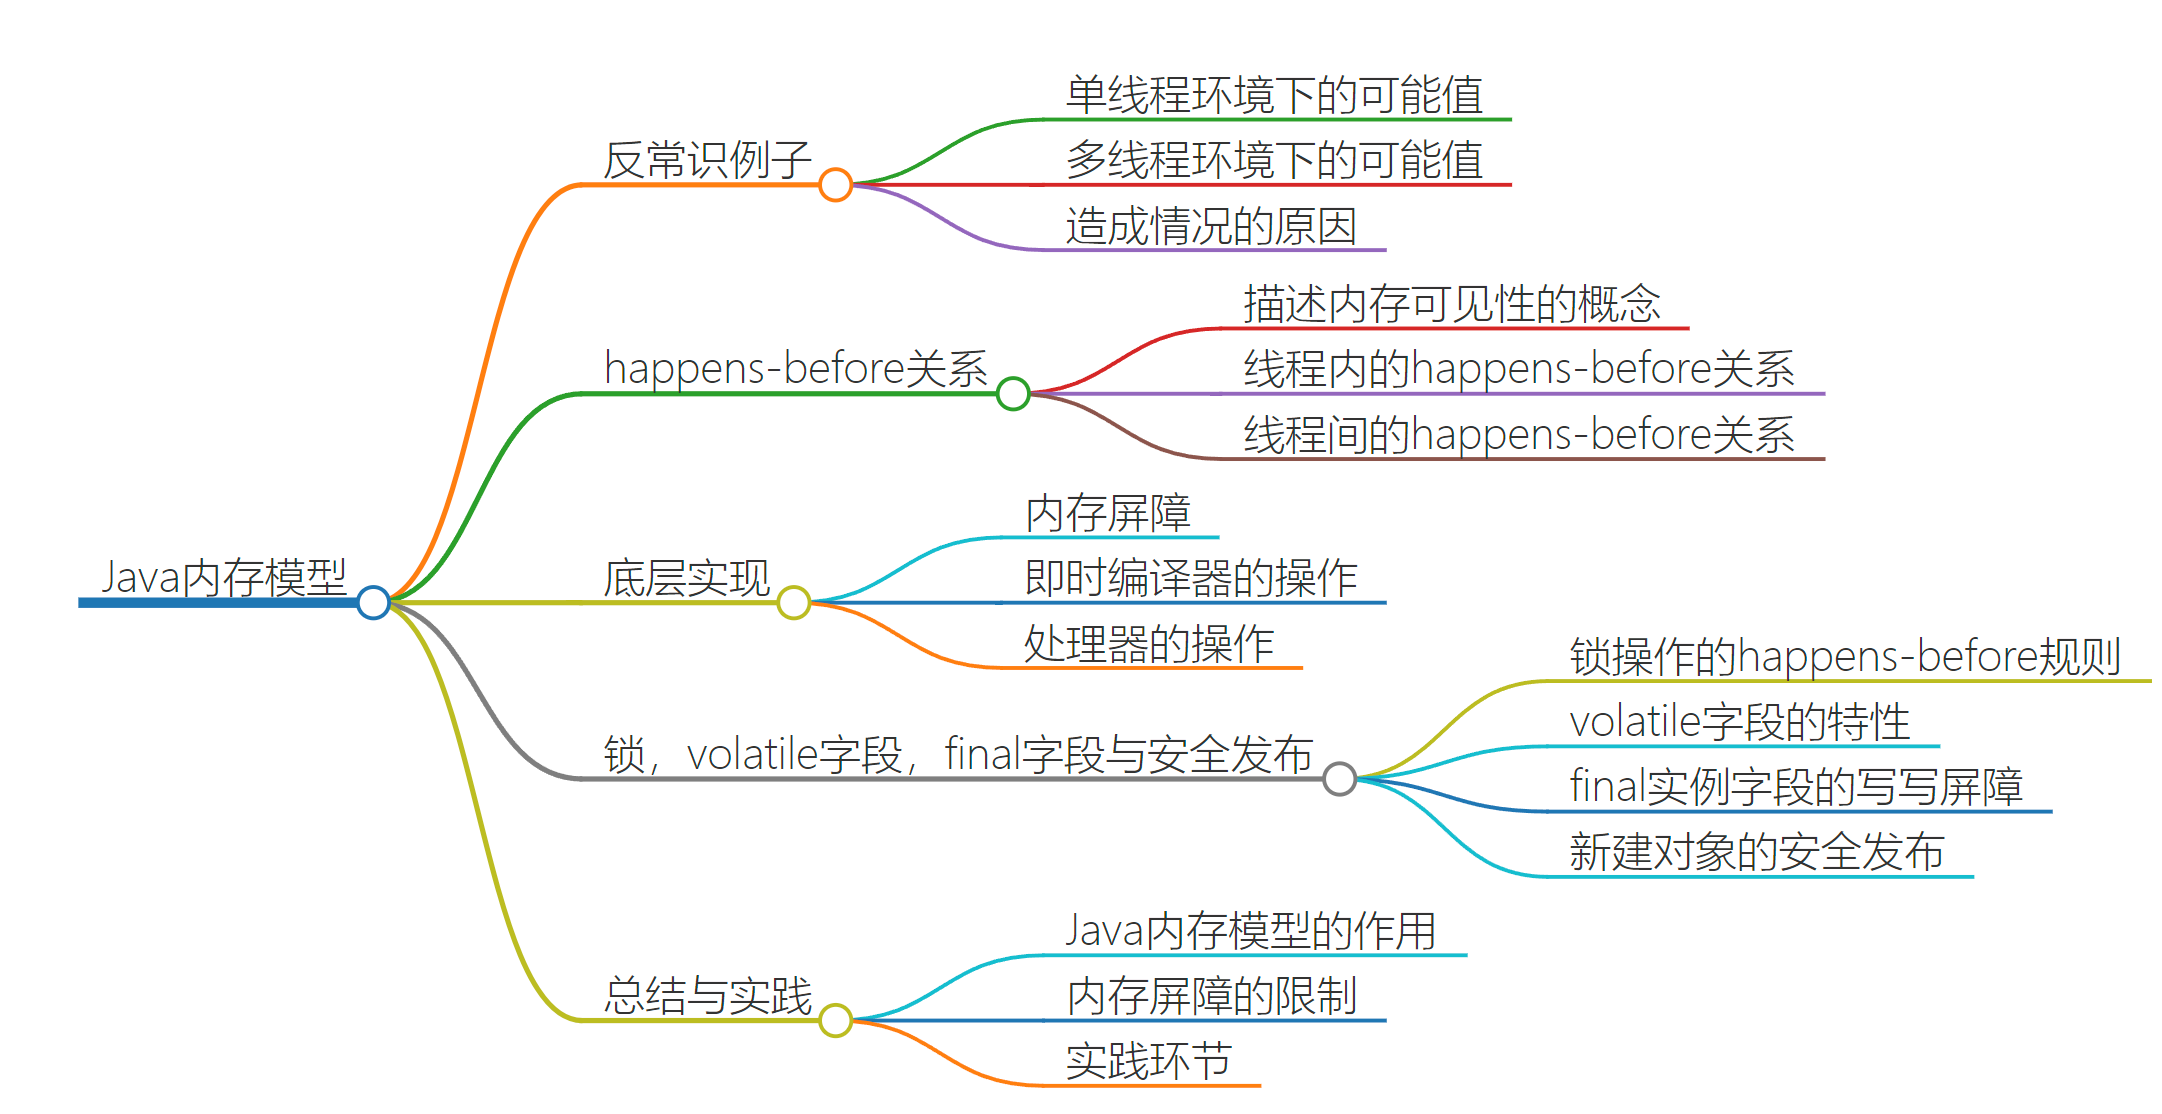 Java内存模型
反常识例子
单线程环境下的可能值
多线程环境下的可能值
造成情况的原因
happens-before关系
描述内存可见性的概念
线程内的happens-before关系
线程间的happens-before关系
底层实现
内存屏障
即时编译器的操作
处理器的操作
锁，volatile字段，final字段与安全发布
锁操作的happens-before规则
volatile字段的特性
final实例字段的写写屏障
新建对象的安全发布
总结与实践
Java内存模型的作用
内存屏障的限制
实践环节